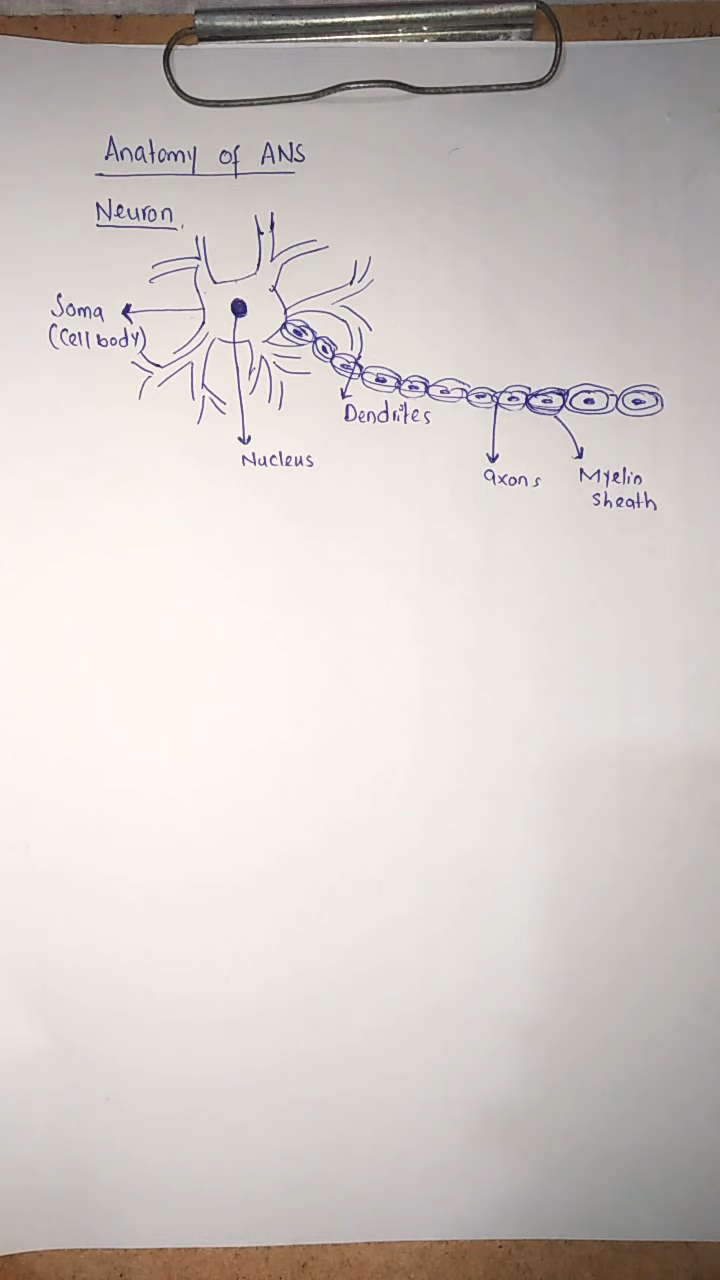 Anatomy of ANS
Neuron.
Soma
(Cell body)
Dendrites
Nucleus
axons
Myelin
sheath